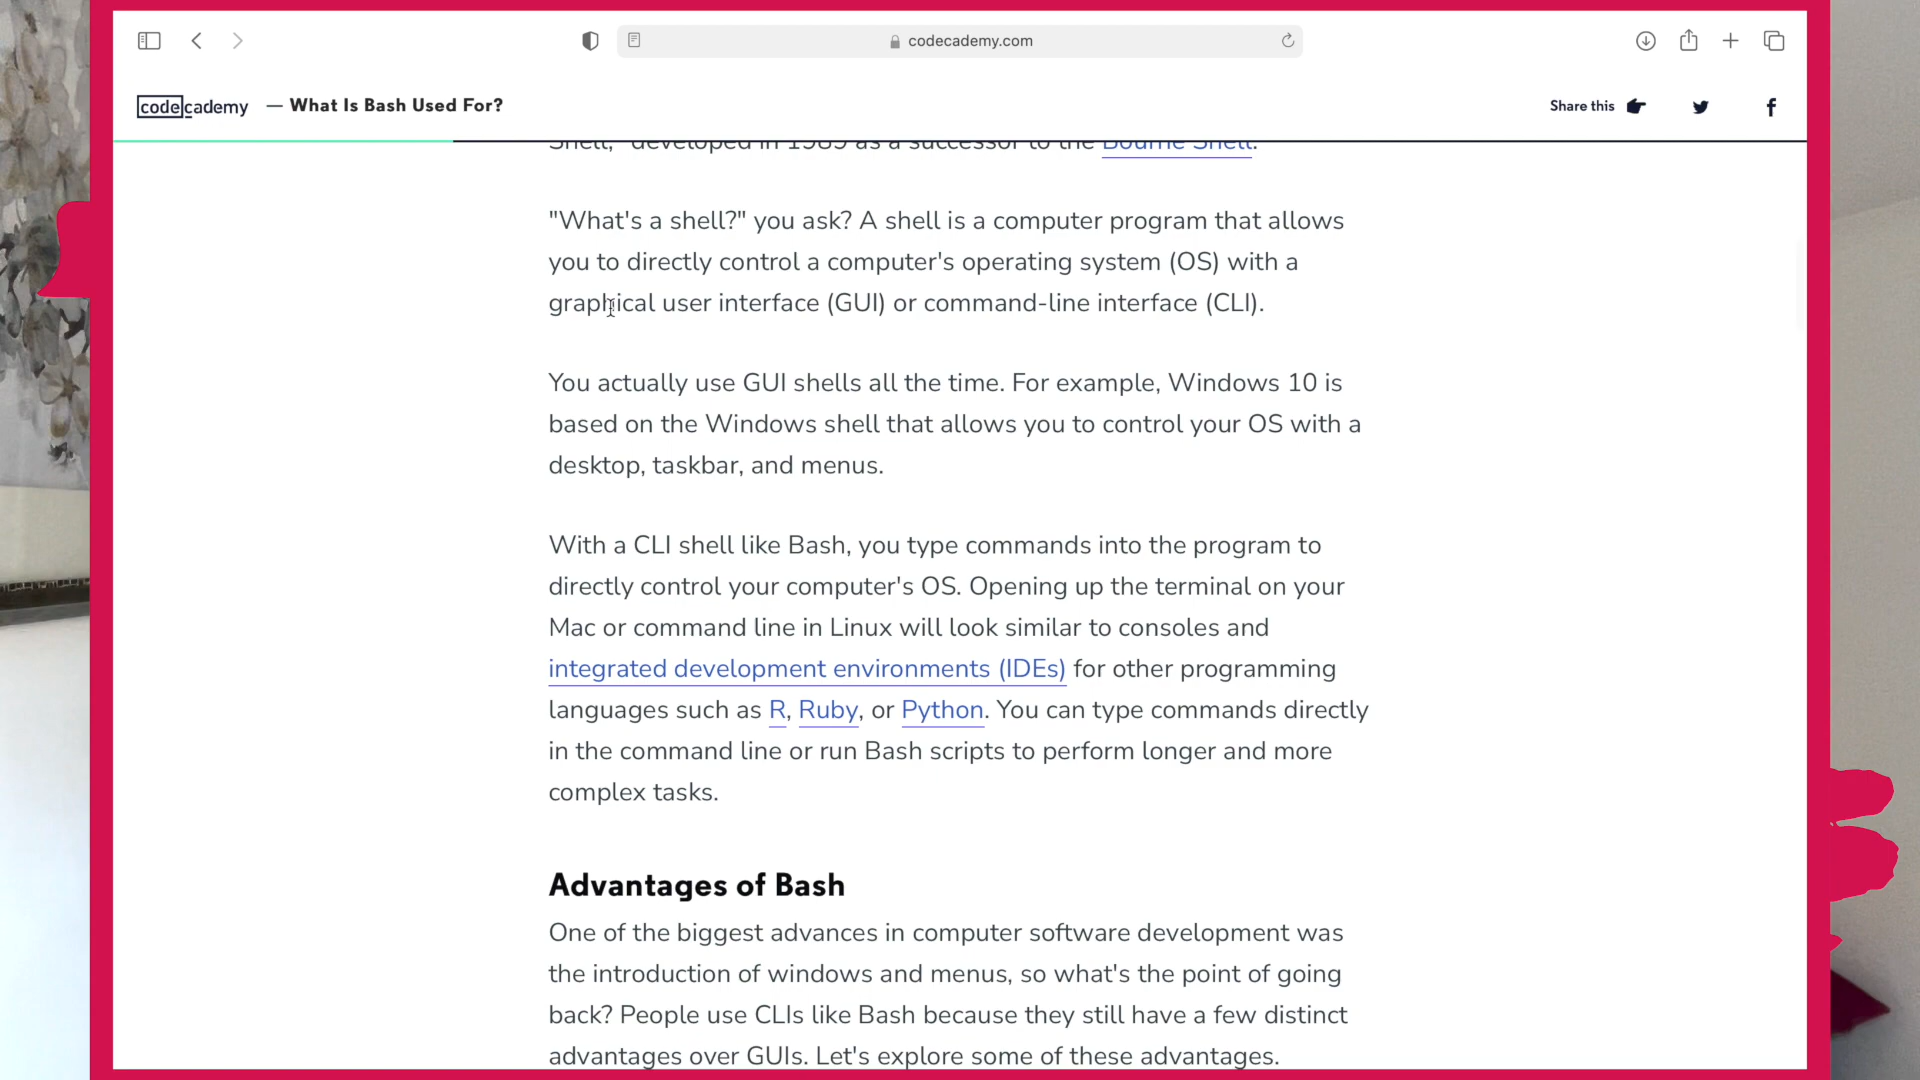 codecademy.com
codecademy — What Is Bash Used For?
Share this
Shell," developed in 1989 as a successor to the Bourne Shell.
"What's a shell?" you ask? A shell is a computer program that allows
you to directly control a computer's operating system (OS) with a
graphical user interface (GUI) or command-line interface (CLI).
You actually use GUI shells all the time. For example, Windows 10 is
based on the Windows shell that allows you to control your OS with a
desktop, taskbar, and menus.
With a CLI shell like Bash, you type commands into the program to
directly control your computer's OS. Opening up the terminal on your
Mac or command line in Linux will look similar to consoles and
integrated development environments (IDEs) for other programming
languages such as R, Ruby, or Python. You can type commands directly
in the command line or run Bash scripts to perform longer and more
complex tasks.
Advantages of Bash
One of the biggest advances in computer software development was
the introduction of windows and menus, so what's the point of going
back? People use CLIs like Bash because they still have a few distinct
advantages over GUIs. Let's explore some of these advantages.